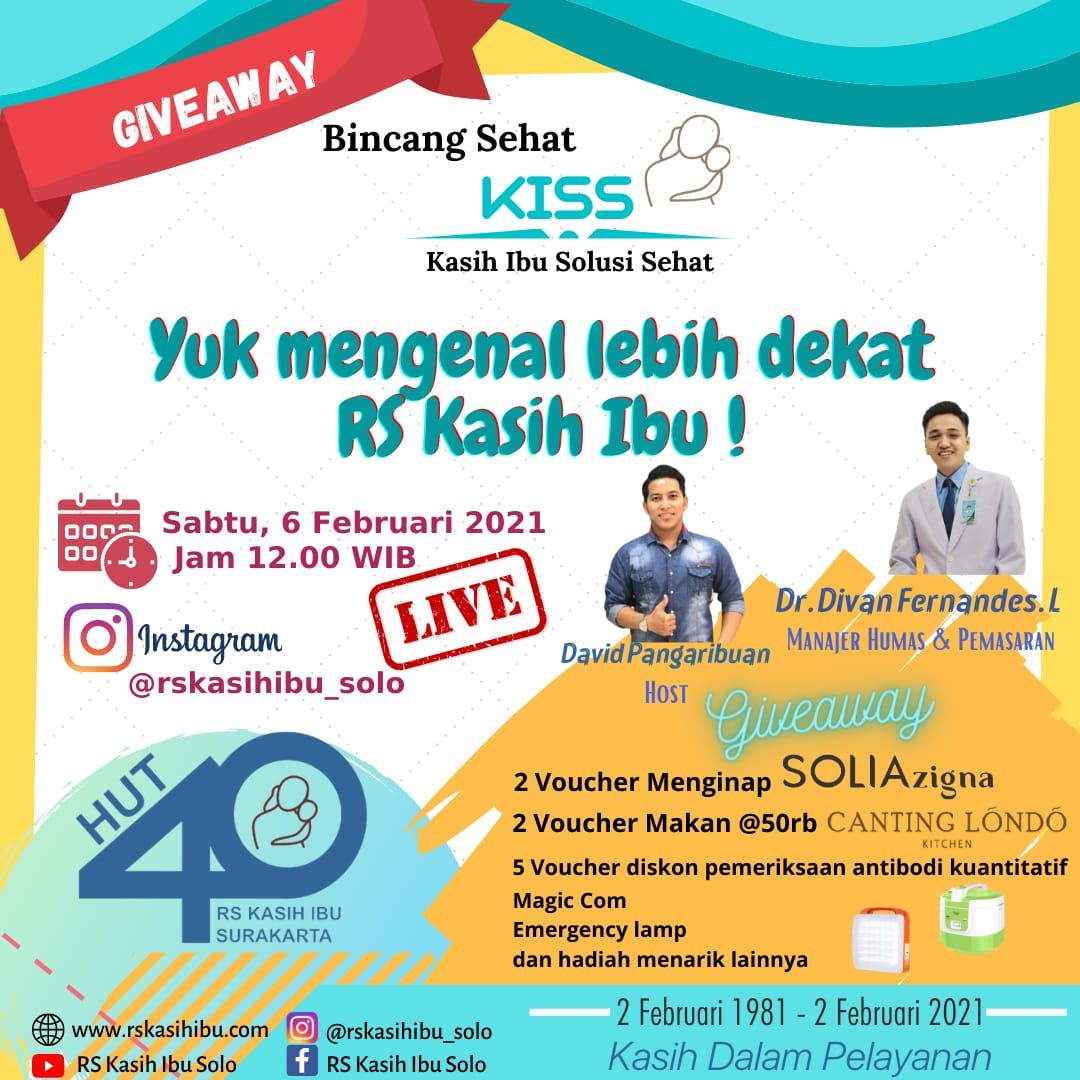 GIVEAWAY
Bincang Sehat
KISS
Kasih Ibu Solusi Sehat
Yuk mengenal lebih dekat
RS Kasih Ibu !
Sabtu, 6 Februari 2021
Jam 12.00 WIB
LIVE
Instagram
@rskasihibu_solo
David Pangaribuan
Host
Dr.Divan Fernandes.L
Manajer Humas & Pemasaran
Giveaway
2 Voucher Menginap SOLIAzigna
2 Voucher Makan @50rb CANTING LÓNDÓ
KITCHEN
5 Voucher diskon pemeriksaan antibodi kuantitatif
Magic Com
Emergency lamp
dan hadiah menarik lainnya
HUT
40
RS KASIH IBU
SURAKARTA
www.rskasihibu.com
@rskasihibu_solo
RS Kasih Ibu Solo
RS Kasih Ibu Solo
2 Februari 1981 - 2 Februari 2021
Kasih Dalam Pelayanan